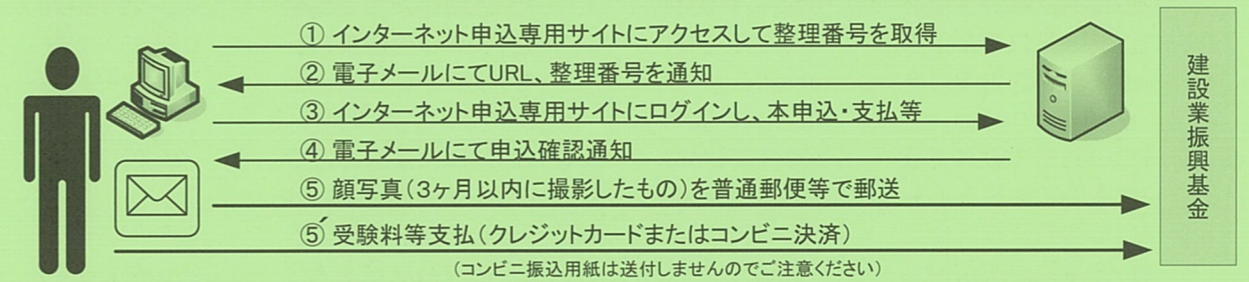 ① インターネット申込専用サイトにアクセスして整理番号を取得
② 電子メールにてURL、整理番号を通知
③ インターネット申込専用サイトにログインし、本申込・支払等
④ 電子メールにて申込確認通知
⑤ 顔写真(3ヶ月以内に撮影したもの)を普通郵便等で郵送
⑤´受験料等支払(クレジットカードまたはコンビニ決済)
(コンビニ振込用紙は送付しませんのでご注意ください)
建設業振興基金